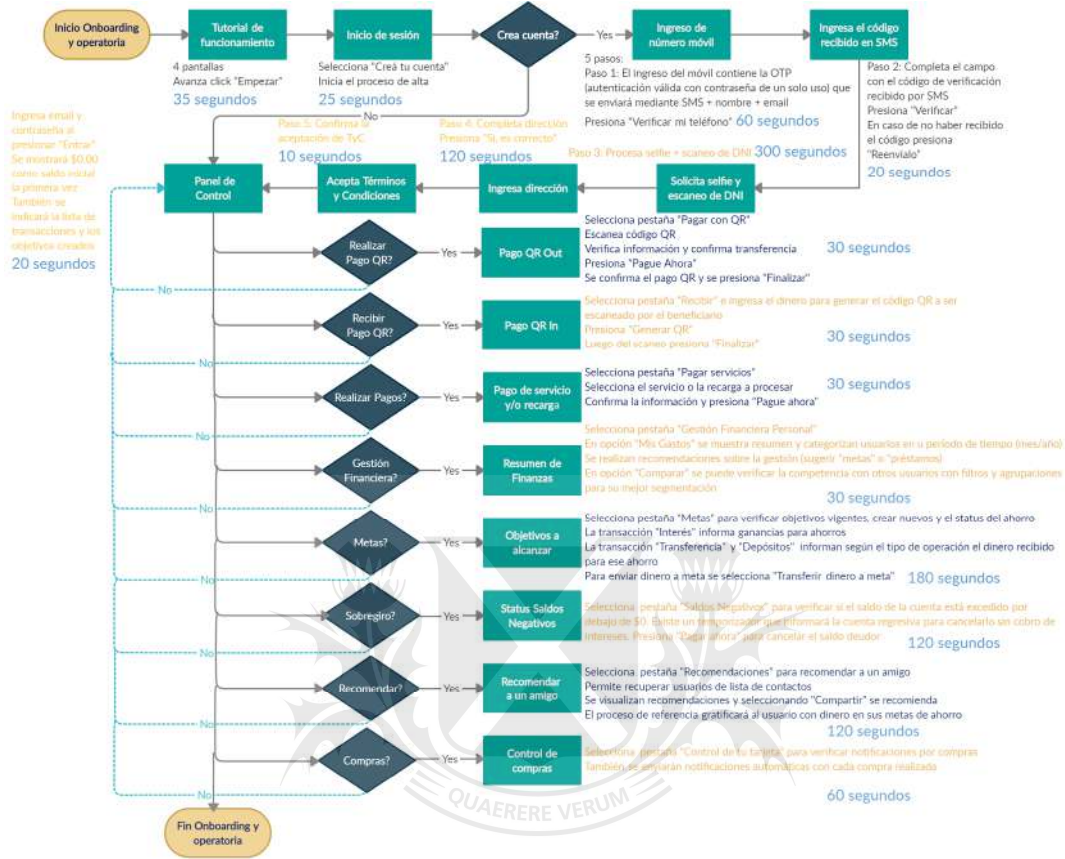 Inicio Onboarding
y operatoria
Tutorial de
funcionamiento
Inicio de sesión
Crea cuenta?
Yes
Ingreso de
número móvil
Ingresa el código
recibido en SMS
4 pantallas
Avanza click "Empezar"
35 segundos
Selecciona "Creá tu cuenta"
Inicia el proceso de alta
25 segundos
No
5 pasos:
Paso 1: El ingreso del móvil contiene la OTP
(autenticación válida con contraseña de un solo uso) que
se enviará mediante SMS + nombre + email
Presiona "Verificar mi teléfono" 60 segundos
Paso 2: Completa el campo
con el código de verificación
recibido por SMS
Presiona "Verificar"
En caso de no haber recibido
el código presiona
"Reenvialo"
20 segundos
Ingresa email y
contraseña al
presionar "Entrar"
Se mostrará $0.00
como saldo inicial
la primera vez
También se
indicará la lista de
transacciones y los
objetivos creados
20 segundos
Paso 5: Confirma la
aceptación de TyC
10 segundos
Paso 4: Completa dirección
Presiona "Si, es correcto"
120 segundos
Paso 3: Procesa selfie + scaneo de DNI 300 segundos
Panel de
Control
Acepta Términos
y Condiciones
Ingresa dirección
Solicita selfie y
escaneo de DNI
Realizar
Pago QR?
Yes
Pago QR Out
Selecciona pestaña "Pagar con QR"
Escanea código QR
Verifica información y confirma transferencia
Presiona "Pague Ahora"
Se confirma el pago QR y se presiona "Finalizar"
30 segundos
No
Recibir
Pago QR?
Yes
Pago QR In
Selecciona pestaña "Recibir" e ingresa el dinero para generar el código QR a ser
escaneado por el beneficiario
Presiona "Generar QR"
Luego del scaneo presiona "Finalizar"
30 segundos
No
Realizar Pagos?
Yes
Pago de servicio
y/o recarga
Selecciona pestaña "Pagar servicios"
Selecciona el servicio o la recarga a procesar
Confirma la información y presiona "Pague ahora"
30 segundos
No
Gestión
Financiera?
Yes
Resumen de
Finanzas
Selecciona pestaña "Gestión Financiera Personal"
En opción "Mis Gastos" se muestra resumen y categorizan usuarios en u período de tiempo (mes/año)
Se realizan recomendaciones sobre la gestión (sugerir "metas" o "préstamos)
En opción "Comparar" se puede verificar la competencia con otros usuarios con filtros y agrupaciones
para su mejor segmentación
30 segundos
No
Metas?
Yes
Objetivos a
alcanzar
Selecciona pestaña "Metas" para verificar objetivos vigentes, crear nuevos y el status del ahorro
La transacción "Interés" informa ganancias para ahorros
La transacción "Transferencia" y "Depósitos" informan según el tipo de operación el dinero recibido
para ese ahorro
Para enviar dinero a meta se selecciona "Transferir dinero a meta" 180 segundos
No
Sobregiro?
Yes
Status Saldos
Negativos
Selecciona pestaña "Saldos Negativos" para verificar si el saldo de la cuenta está excedido por
debajo de $0. Existe un temporizador que informará la cuenta regresiva para cancelarlo sin cobro de
intereses. Presiona "Pagar ahora" para cancelar el saldo deudor
120 segundos
No
Recomendar?
Yes
Recomendar
a un amigo
Selecciona pestaña "Recomendaciones" para recomendar a un amigo
Permite recuperar usuarios de lista de contactos
Se visualizan recomendaciones y seleccionando "Compartir" se recomienda
El proceso de referencia gratificará al usuario con dinero en sus metas de ahorro
120 segundos
No
Compras?
Yes
Control de
compras
Selecciona pestaña "Control de tu tarjeta" para verificar notificaciones por compras
También se enviarán notificaciones automáticas con cada compra realizada
60 segundos
No
Fin Onboarding y
operatoria
QUAERERE VERUM